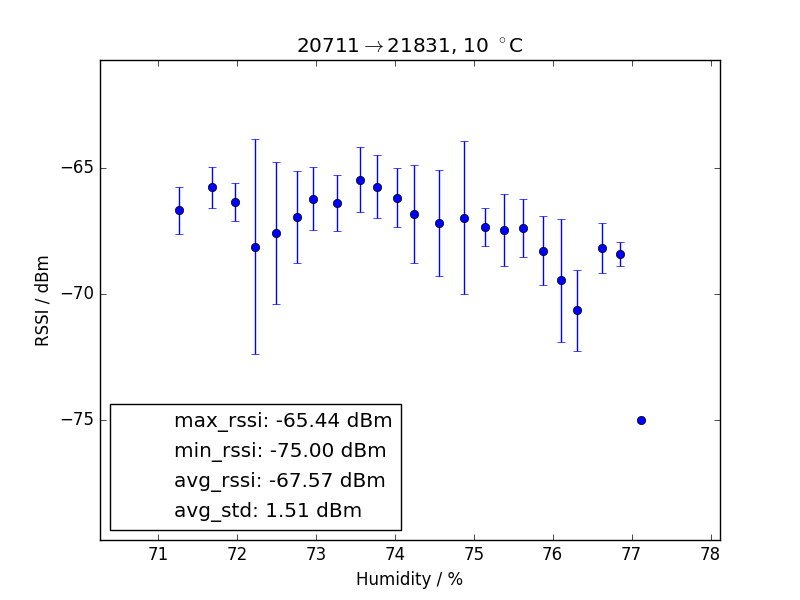 20711→21831, 10 °C
−65
−70
−75
RSSI / dBm
max_rssi: -65.44 dBm
min_rssi: -75.00 dBm
avg_rssi: -67.57 dBm
avg_std: 1.51 dBm
71 72 73 74 75 76 77 78
Humidity / %